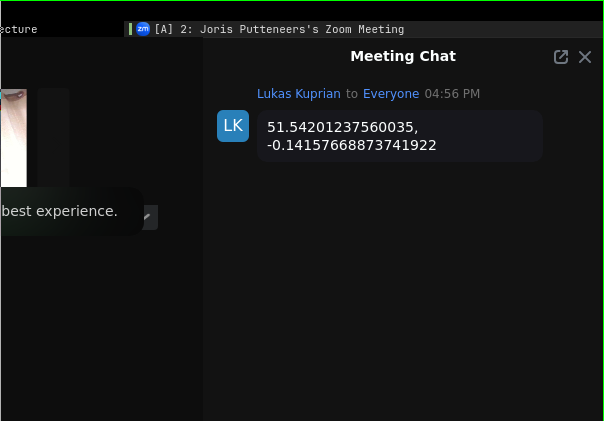 ecture
zm [A] 2: Joris Putteneers's Zoom Meeting
Meeting Chat
Lukas Kuprian to Everyone 04:56 PM
LK
51.54201237560035,
-0.14157668873741922
best experience.